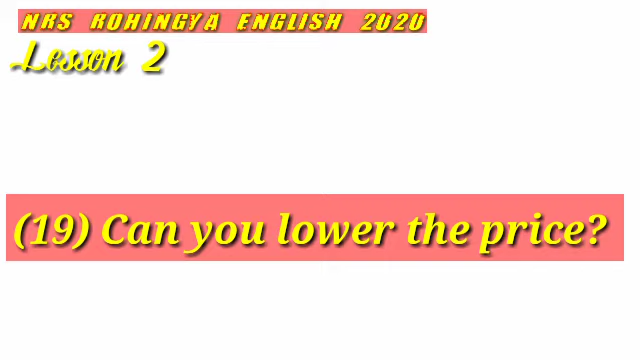 NRS ROHINGYA ENGLISH 2020
Lesson 2
(19) Can you lower the price?